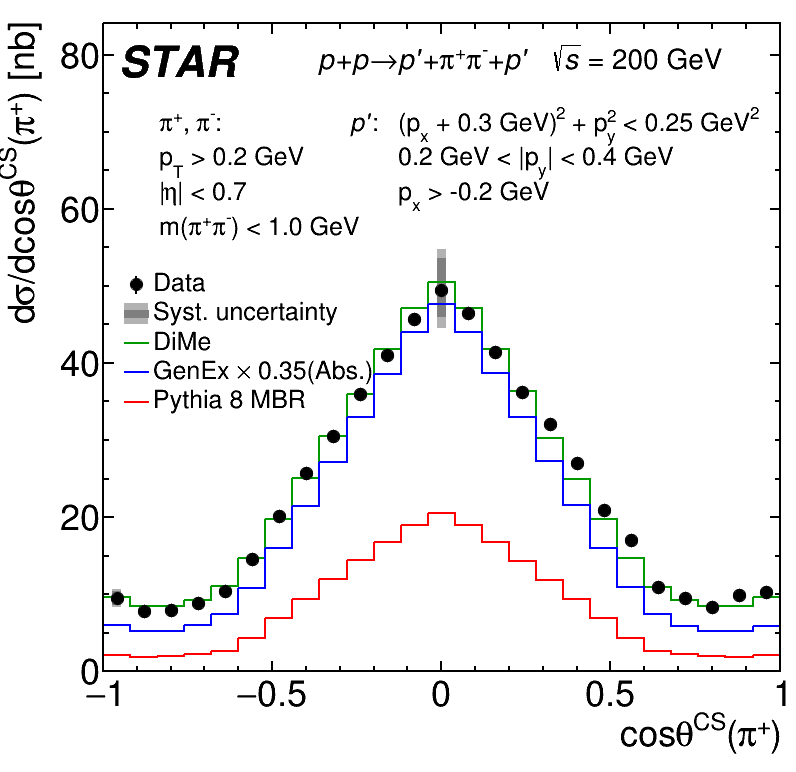 STAR p+p→p′+π⁺π⁻+p′ √s = 200 GeV
π⁺, π⁻: p′: (pₓ + 0.3 GeV)² + p_y² < 0.25 GeV²
p_T > 0.2 GeV 0.2 GeV < |p_y| < 0.4 GeV
|η| < 0.7 pₓ > -0.2 GeV
m(π⁺π⁻) < 1.0 GeV
Data
Syst. uncertainty
DiMe
GenEx × 0.35(Abs.)
Pythia 8 MBR
dσ/dcosθ^CS(π⁺) [nb]
80
60
40
20
0
−1 −0.5 0 0.5 1
cosθ^CS(π⁺)